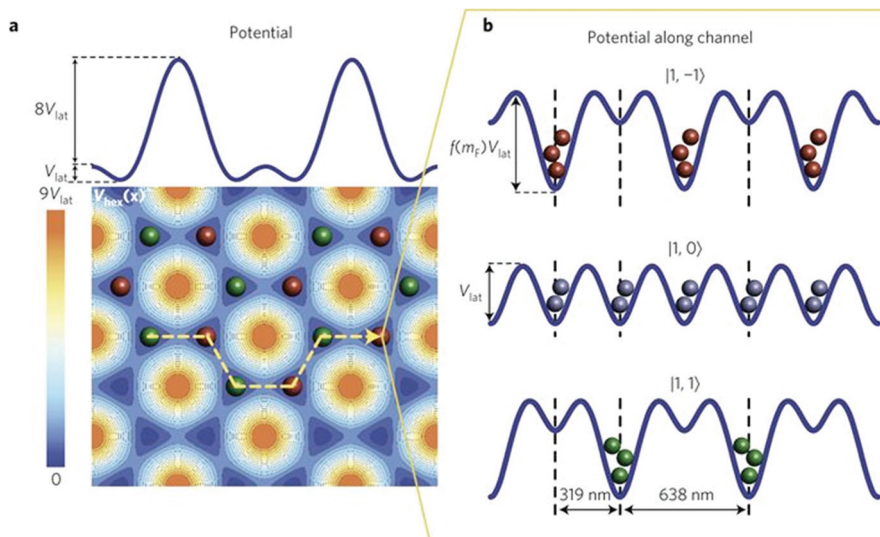 a
Potential
8V_lat
V_lat
9V_lat
V_hex(x)
0
b
Potential along channel
|1, −1⟩
f(m_F)V_lat
|1, 0⟩
V_lat
|1, 1⟩
319 nm
638 nm